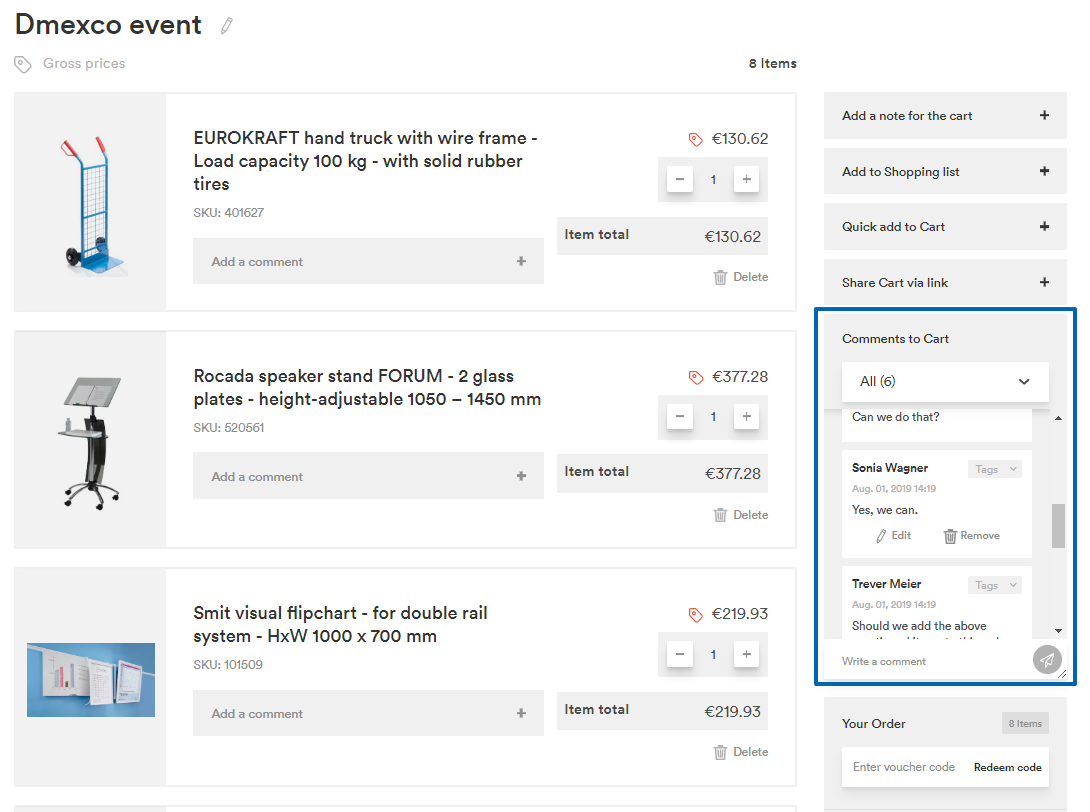 Dmexco event
Gross prices
8 Items
EUROKRAFT hand truck with wire frame -
Load capacity 100 kg - with solid rubber
tires
SKU: 401627
Add a comment +
€130.62
− 1 +
Item total €130.62
Delete
Rocada speaker stand FORUM - 2 glass
plates - height-adjustable 1050 – 1450 mm
SKU: 520561
Add a comment +
€377.28
− 1 +
Item total €377.28
Delete
Smit visual flipchart - for double rail
system - HxW 1000 x 700 mm
SKU: 101509
Add a comment +
€219.93
− 1 +
Item total €219.93
Delete
Add a note for the cart +
Add to Shopping list +
Quick add to Cart +
Share Cart via link +
Comments to Cart
All (6)
Can we do that?
Sonia Wagner Tags
Aug. 01, 2019 14:19
Yes, we can.
Edit Remove
Trever Meier Tags
Aug. 01, 2019 14:19
Should we add the above
Write a comment
Your Order 8 Items
Enter voucher code Redeem code